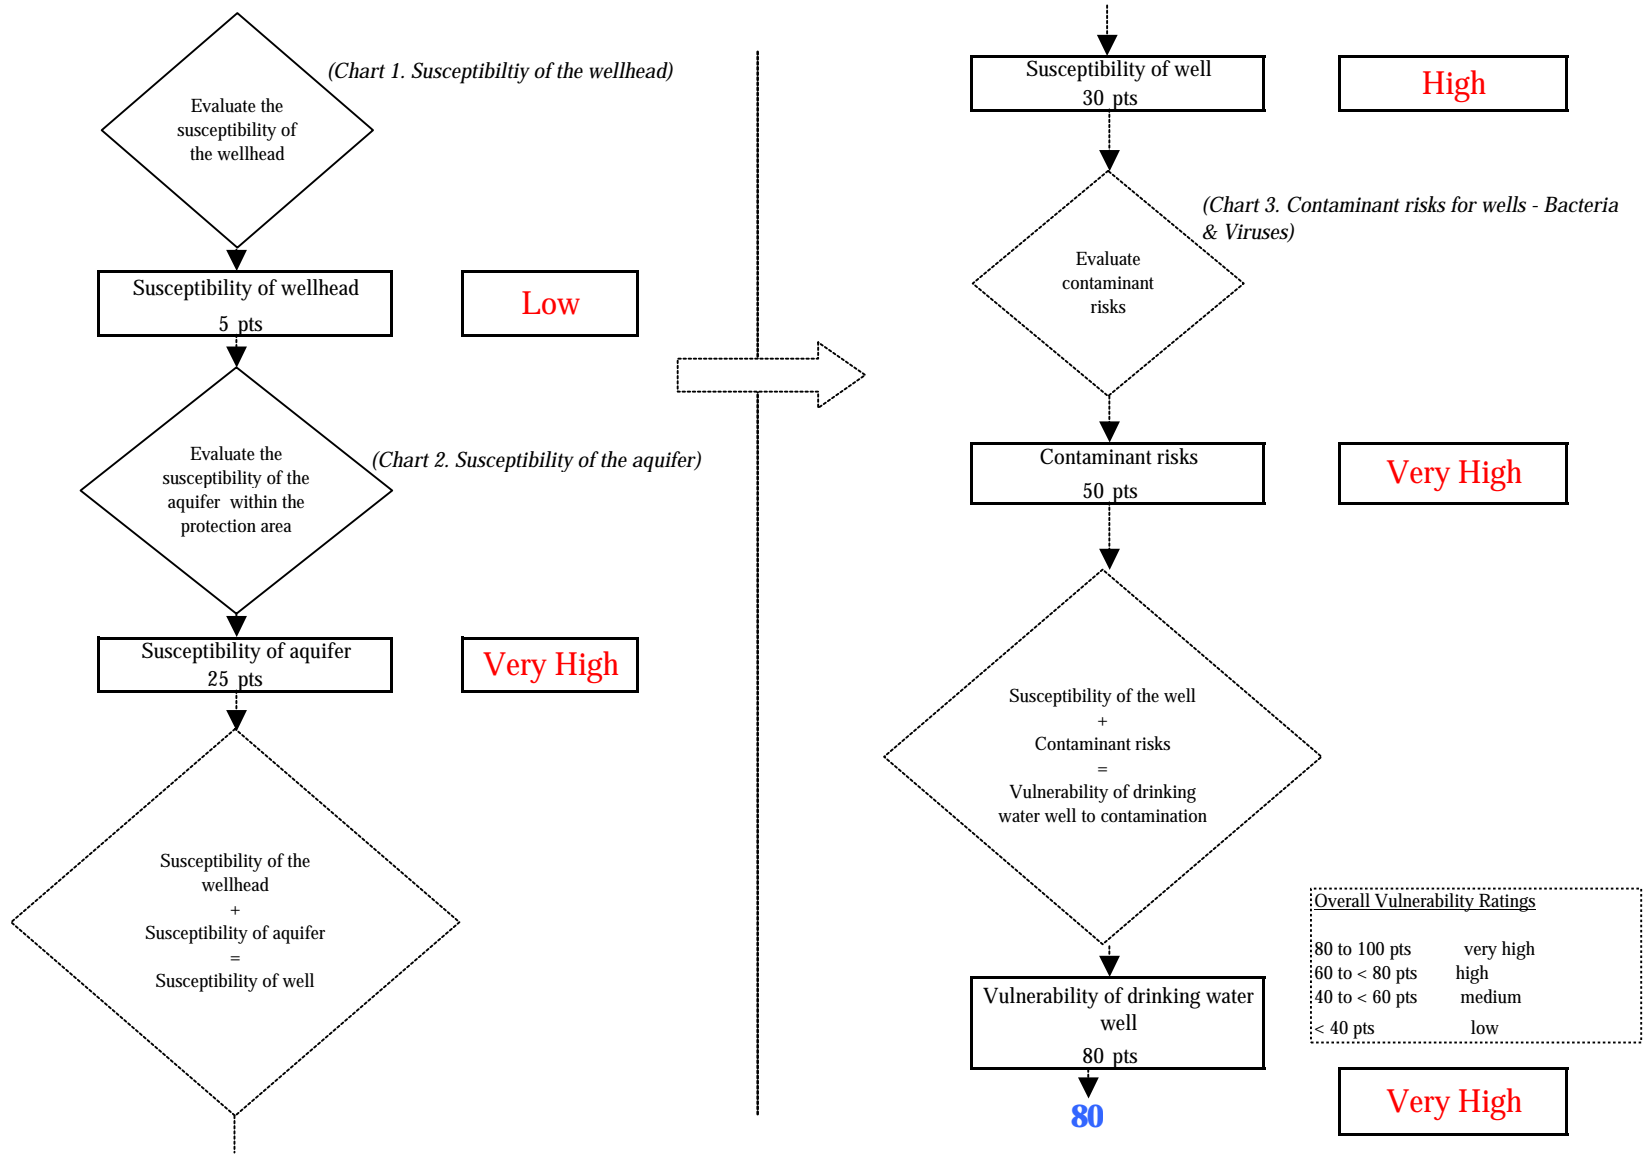 (Chart 1. Susceptibiltiy of the wellhead)
Evaluate the
susceptibility of
the wellhead
Susceptibility of wellhead
5 pts
Low
Evaluate the
susceptibility of the
aquifer within the
protection area
(Chart 2. Susceptibility of the aquifer)
Susceptibility of aquifer
25 pts
Very High
Susceptibility of the
wellhead
+
Susceptibility of aquifer
=
Susceptibility of well
Susceptibility of well
30 pts
High
(Chart 3. Contaminant risks for wells - Bacteria
& Viruses)
Evaluate
contaminant
risks
Contaminant risks
50 pts
Very High
Susceptibility of the well
+
Contaminant risks
=
Vulnerability of drinking
water well to contamination
Overall Vulnerability Ratings
80 to 100 pts very high
60 to < 80 pts high
40 to < 60 pts medium
< 40 pts low
Vulnerability of drinking water
well
80 pts
80
Very High